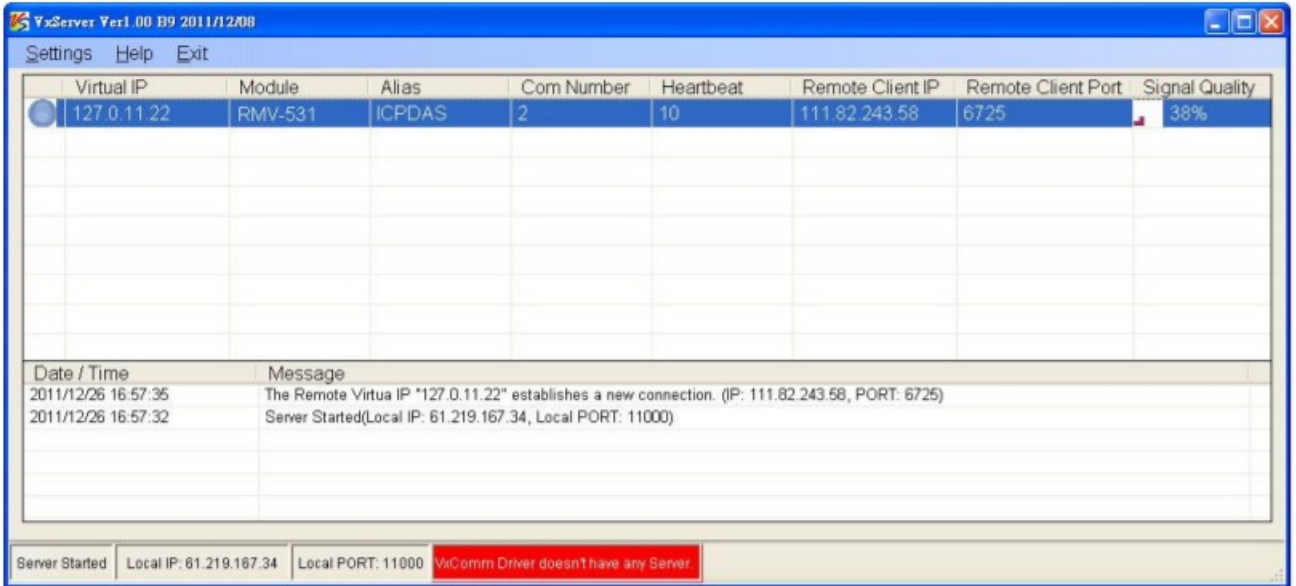 VxServer Ver1.00 B9 2011/12/08
Settings Help Exit
Virtual IP Module Alias Com Number Heartbeat Remote Client IP Remote Client Port Signal Quality
127.0.11.22 RMV-531 ICPDAS 2 10 111.82.243.58 6725 38%
Date / Time Message
2011/12/26 16:57:35 The Remote Virtua IP "127.0.11.22" establishes a new connection. (IP: 111.82.243.58, PORT: 6725)
2011/12/26 16:57:32 Server Started(Local IP: 61.219.167.34, Local PORT: 11000)
Server Started Local IP: 61.219.167.34 Local PORT: 11000 VxComm Driver doesn't have any Server.